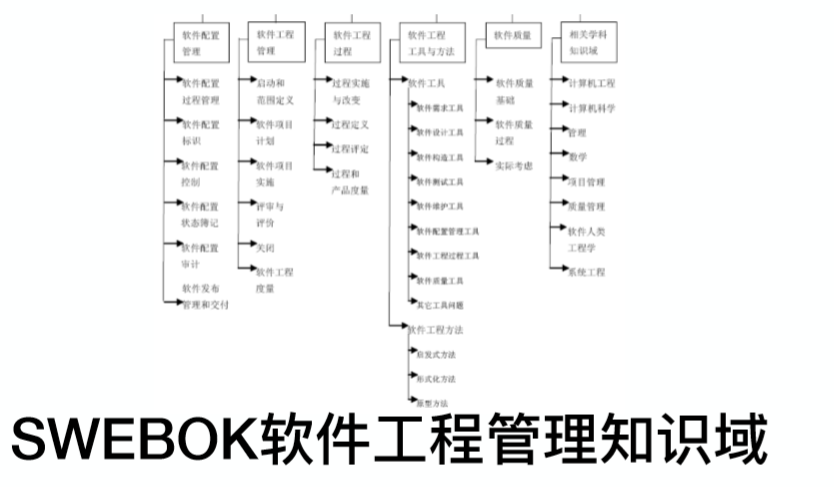 软件配置
管理
软件配置
过程管理
软件配置
标识
软件配置
控制
软件配置
状态簿记
软件配置
审计
软件发布
管理和交付
软件工程
管理
启动和
范围定义
软件项目
计划
软件项目
实施
评审与
评价
关闭
软件工程
度量
软件工程
过程
过程实施
与改变
过程定义
过程评定
过程和
产品度量
软件工程
工具与方法
软件工具
软件需求工具
软件设计工具
软件构造工具
软件测试工具
软件维护工具
软件配置管理工具
软件工程过程工具
软件质量工具
其它工具问题
软件工程方法
启发式方法
形式化方法
原型方法
软件质量
软件质量
基础
软件质量
过程
实际考虑
相关学科
知识域
计算机工程
计算机科学
管理
数学
项目管理
质量管理
软件人类
工程学
系统工程
SWEBOK软件工程管理知识域